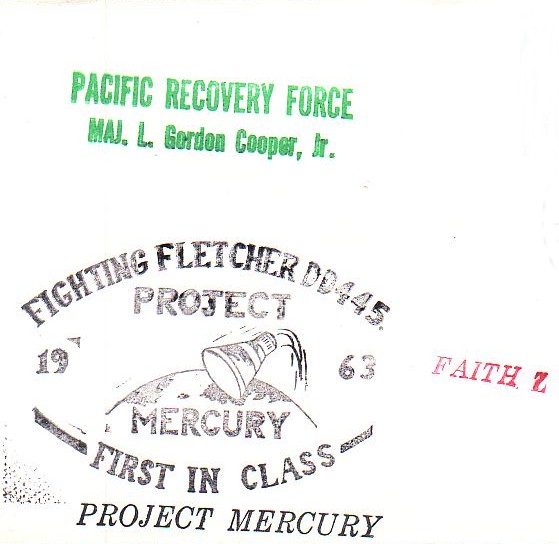 PACIFIC RECOVERY FORCE
MAJ. L. Gordon Cooper, Jr.
FIGHTING FLETCHER DD445.
PROJECT
19 63
MERCURY
FIRST IN CLASS
FAITH Z
PROJECT MERCURY